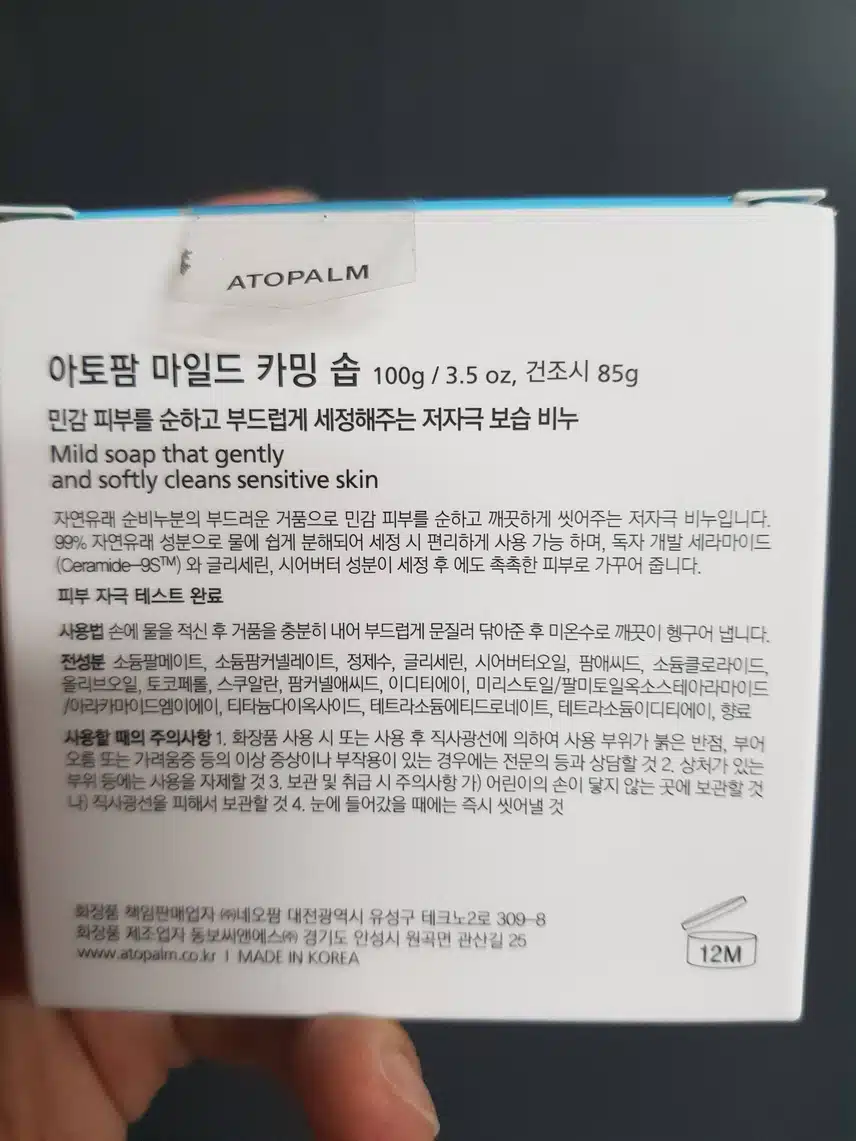 ATOPALM
아토팜 마일드 카밍 솝 100g / 3.5 oz, 건조시 85g
민감 피부를 순하고 부드럽게 세정해주는 저자극 보습 비누
Mild soap that gently
and softly cleans sensitive skin
자연유래 순비누분의 부드러운 거품으로 민감 피부를 순하고 깨끗하게 씻어주는 저자극 비누입니다.
99% 자연유래 성분으로 물에 쉽게 분해되어 세정 시 편리하게 사용 가능 하며, 독자 개발 세라마이드
(Ceramide-9S™) 와 글리세린, 시어버터 성분이 세정 후 에도 촉촉한 피부로 가꾸어 줍니다.
피부 자극 테스트 완료
사용법 손에 물을 적신 후 거품을 충분히 내어 부드럽게 문질러 닦아준 후 미온수로 깨끗이 헹구어 냅니다.
전성분 소듐팔메이트, 소듐팜커넬레이트, 정제수, 글리세린, 시어버터오일, 팜애씨드, 소듐클로라이드,
올리브오일, 토코페롤, 스쿠알란, 팜커넬애씨드, 이디티에이, 미리스토일/팔미토일옥소스테아라마이드
/아라카마이드엠이에이, 티타늄다이옥사이드, 테트라소듐에티드로네이트, 테트라소듐이디티에이, 향료
사용할 때의 주의사항 1. 화장품 사용 시 또는 사용 후 직사광선에 의하여 사용 부위가 붉은 반점, 부어
오름 또는 가려움증 등의 이상 증상이나 부작용이 있는 경우에는 전문의 등과 상담할 것 2. 상처가 있는
부위 등에는 사용을 자제할 것 3. 보관 및 취급 시 주의사항 가) 어린이의 손이 닿지 않는 곳에 보관할 것
나) 직사광선을 피해서 보관할 것 4. 눈에 들어갔을 때에는 즉시 씻어낼 것
화장품 책임판매업자 ㈜네오팜 대전광역시 유성구 테크노2로 309-8
화장품 제조업자 동보씨앤에스㈜ 경기도 안성시 원곡면 관산길 25
www.atopalm.co.kr I MADE IN KOREA
12M